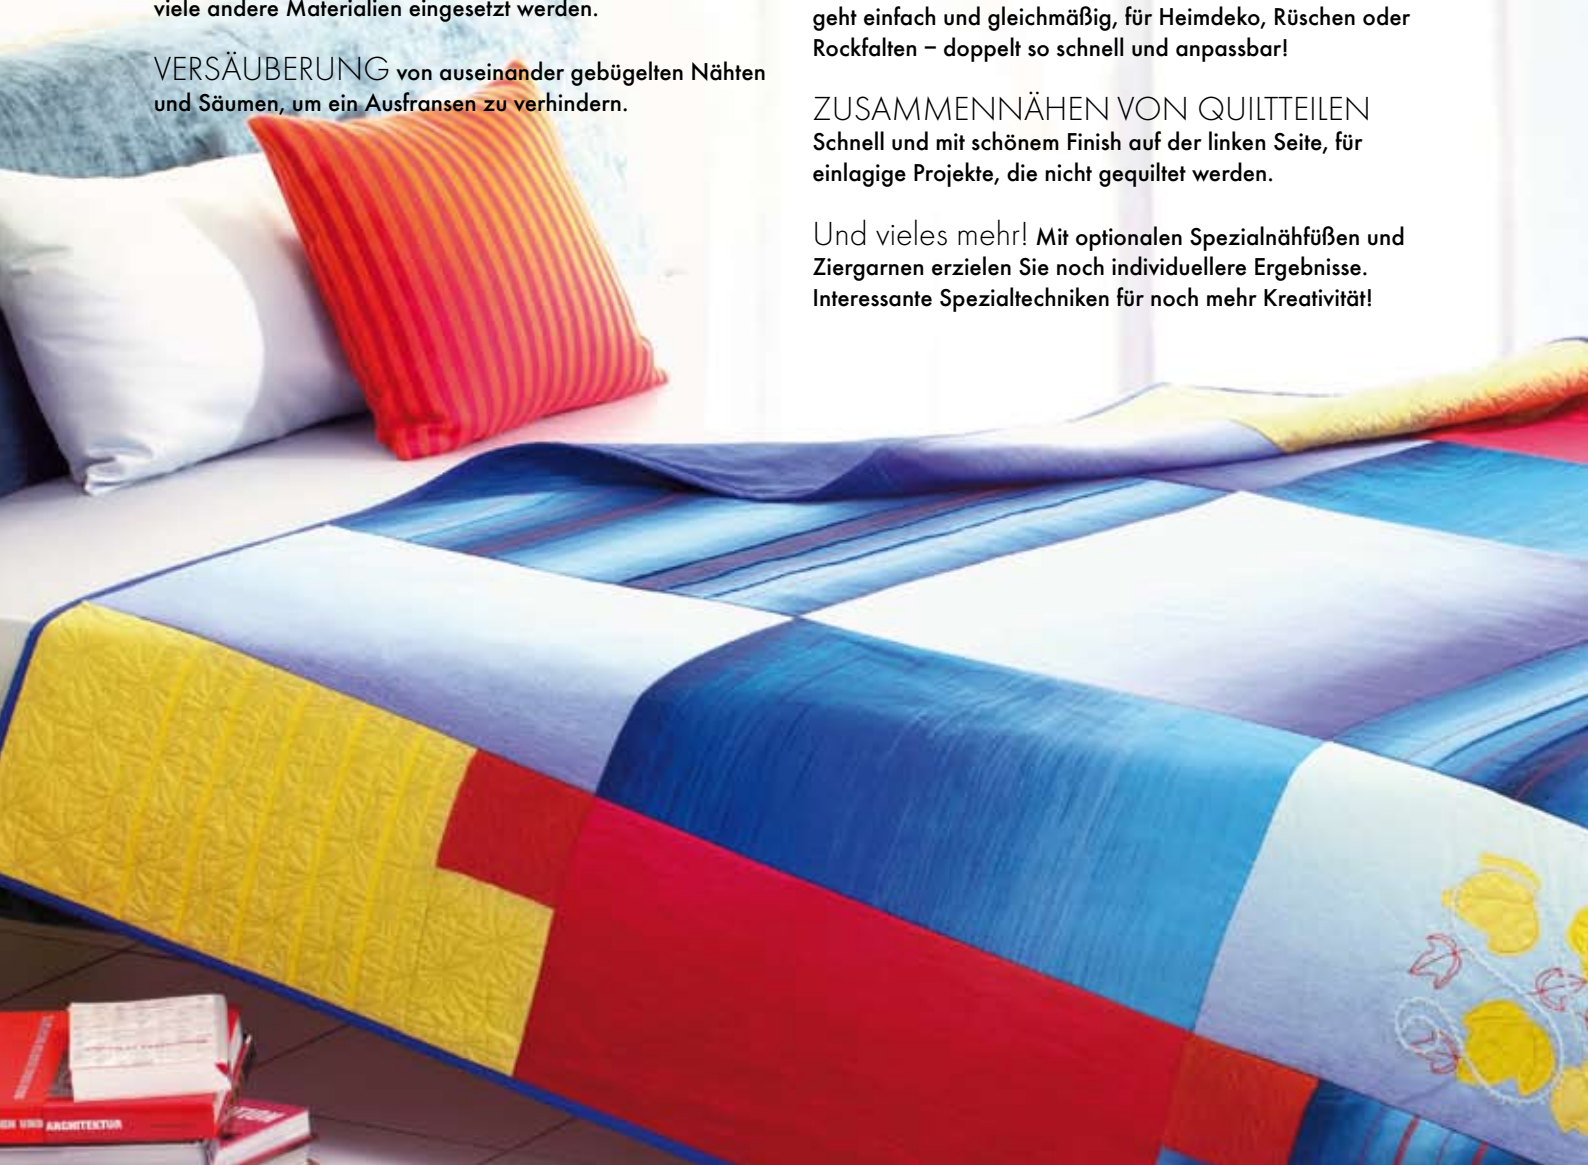 viele andere Materialien eingesetzt werden.
VERSÄUBERUNG von auseinander gebügelten Nähten
und Säumen, um ein Ausfransen zu verhindern.
geht einfach und gleichmäßig, für Heimdeko, Rüschen oder
Rockfalten – doppelt so schnell und anpassbar!
ZUSAMMENNÄHEN VON QUILTTEILEN
Schnell und mit schönem Finish auf der linken Seite, für
einlagige Projekte, die nicht gequiltet werden.
Und vieles mehr! Mit optionalen Spezialnähfüßen und
Ziergarnen erzielen Sie noch individuellere Ergebnisse.
Interessante Spezialtechniken für noch mehr Kreativität!
UND ARCHITEKTUR